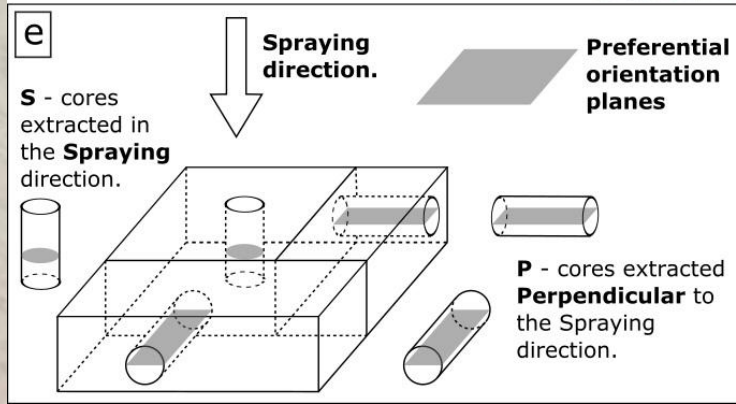 e
Spraying
direction.
Preferential
orientation
planes
S - cores
extracted in
the Spraying
direction.
P - cores extracted
Perpendicular to
the Spraying
direction.